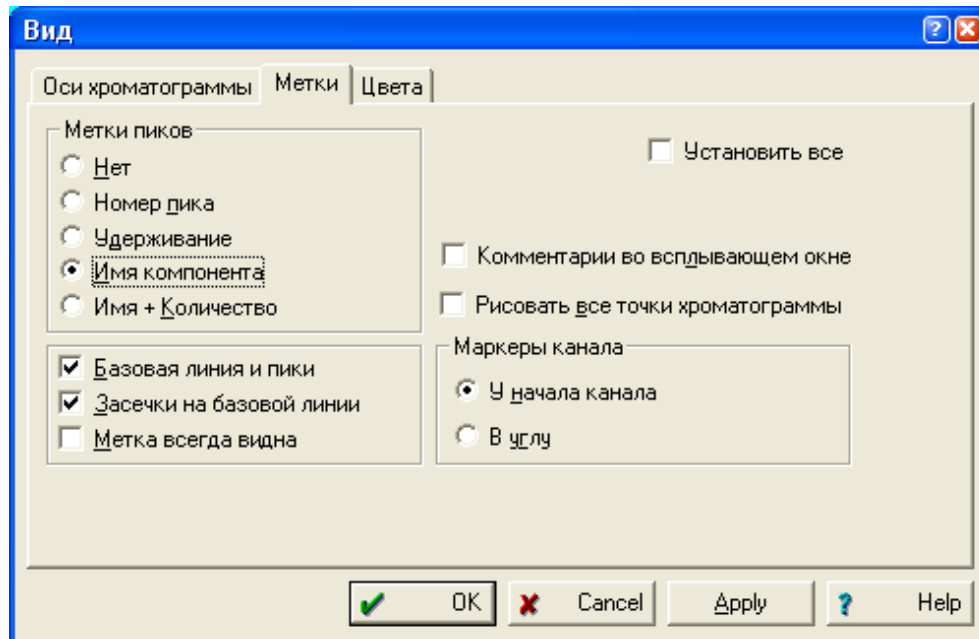 Вид
Оси хроматограммы Метки Цвета
Метки пиков
Нет
Номер пика
Удерживание
Имя компонента
Имя + Количество
Установить все
Комментарии во всплывающем окне
Рисовать все точки хроматограммы
Базовая линия и пики
Засечки на базовой линии
Метка всегда видна
Маркеры канала
У начала канала
В углу
OK Cancel Apply ? Help